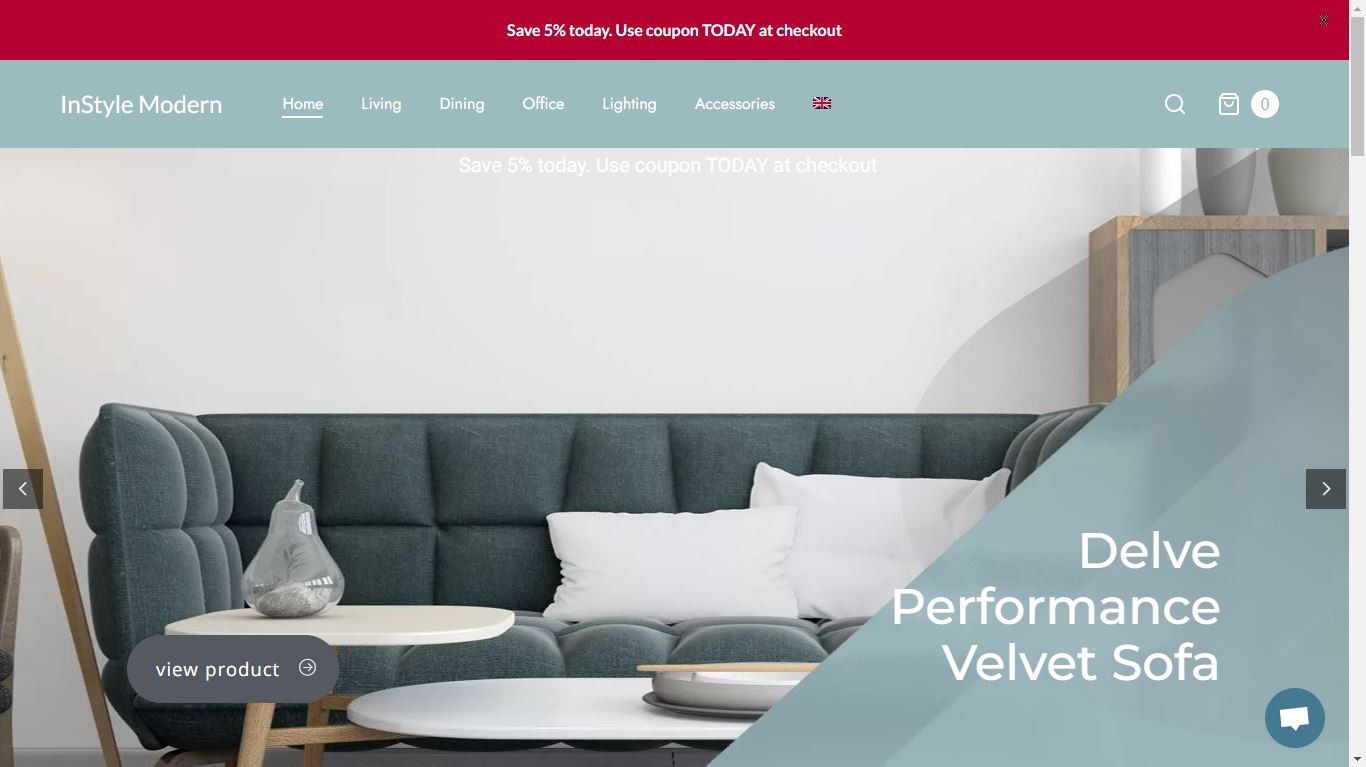 Save 5% today. Use coupon TODAY at checkout
X
InStyle Modern
Home Living Dining Office Lighting Accessories
0
Save 5% today. Use coupon TODAY at checkout
Delve
Performance
Velvet Sofa
view product